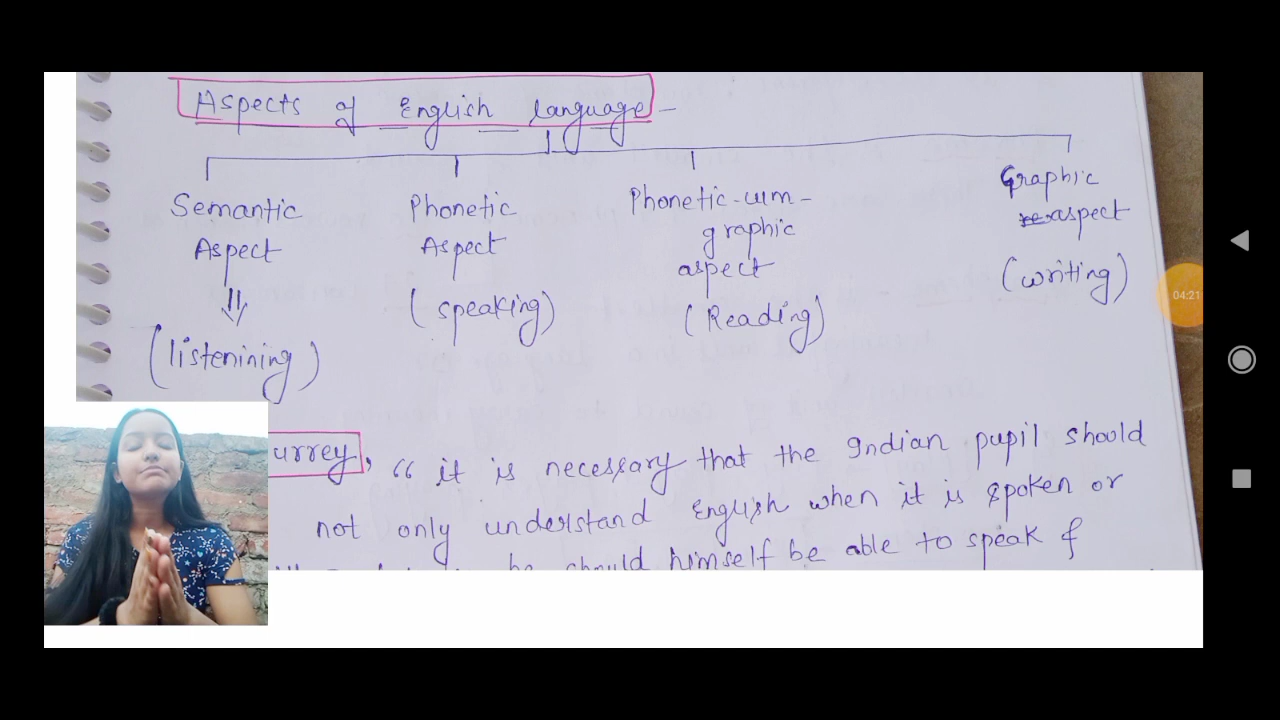 Aspects of English language -
Semantic Aspect
(listenining)
Phonetic Aspect
(speaking)
Phonetic-cum-
graphic
aspect
(Reading)
Graphic
aspect
(writing)
04:21
urrey, "it is necessary that the Indian pupil should
not only understand English when it is spoken or
he should himself be able to speak &